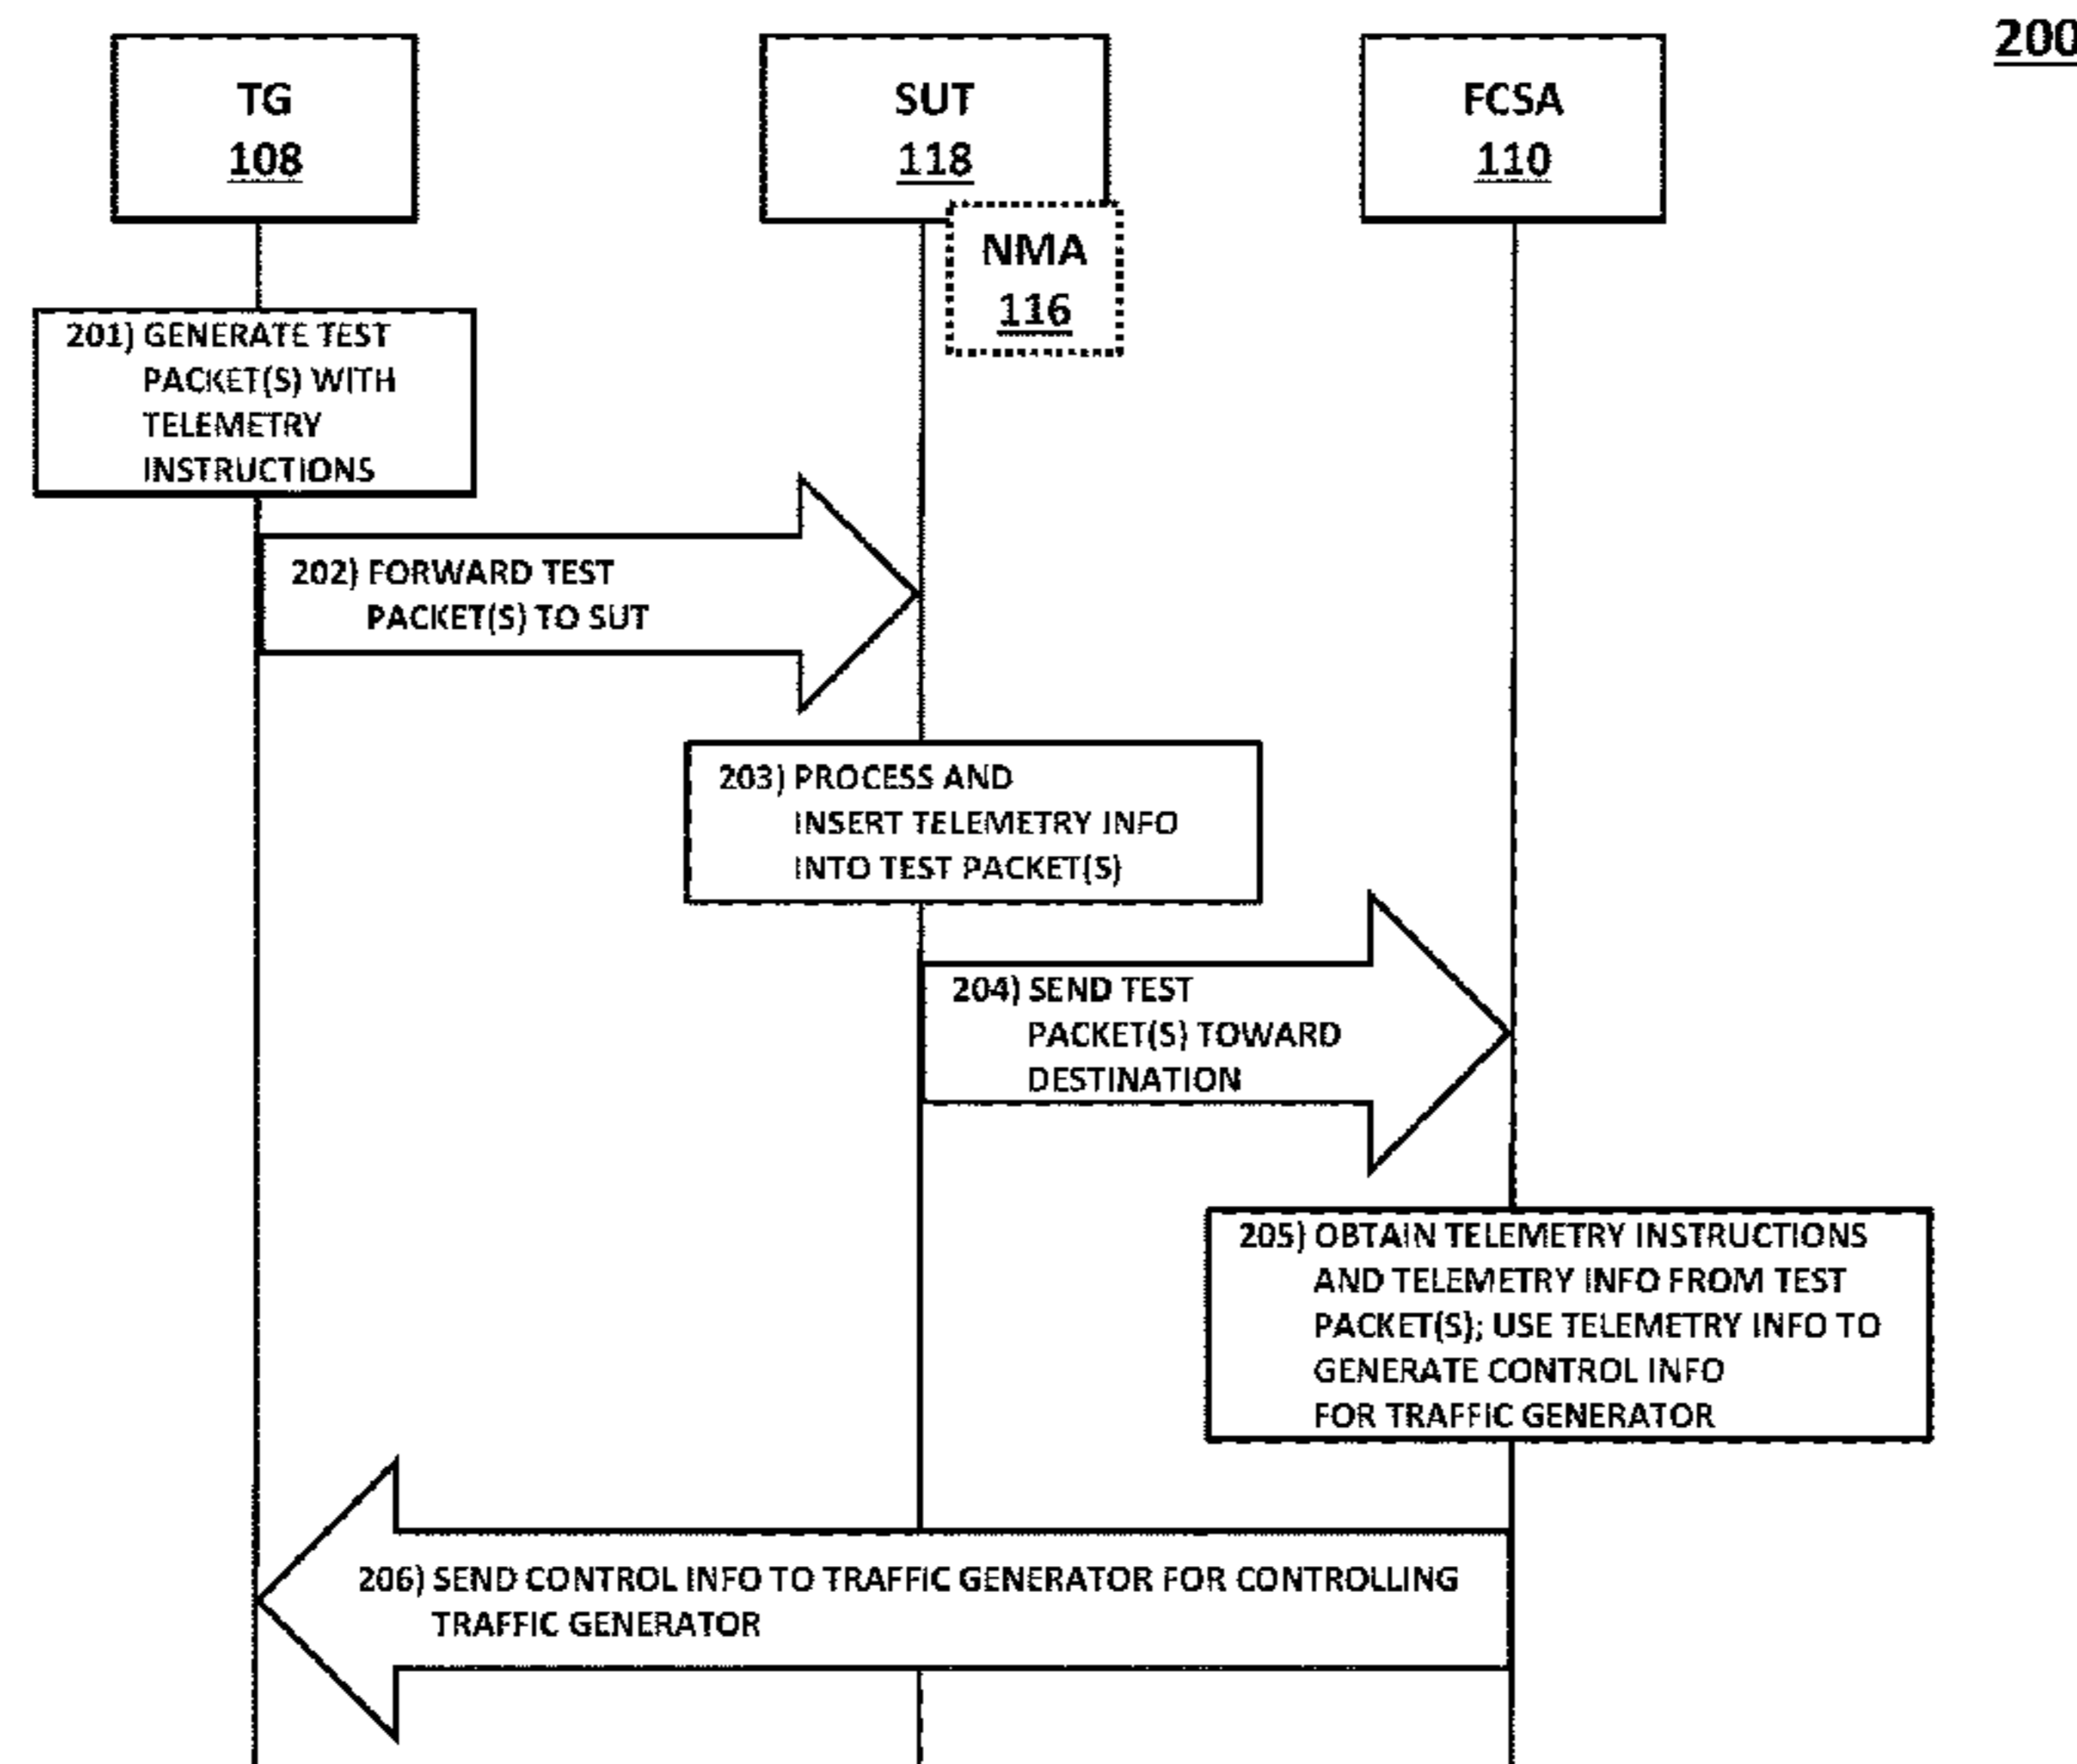 200
TG
108
SUT
118
FCSA
110
NMA
116
201) GENERATE TEST
PACKET(S) WITH
TELEMETRY
INSTRUCTIONS
202) FORWARD TEST
PACKET(S) TO SUT
203) PROCESS AND
INSERT TELEMETRY INFO
INTO TEST PACKET(S)
204) SEND TEST
PACKET(S) TOWARD
DESTINATION
205) OBTAIN TELEMETRY INSTRUCTIONS
AND TELEMETRY INFO FROM TEST
PACKET(S); USE TELEMETRY INFO TO
GENERATE CONTROL INFO
FOR TRAFFIC GENERATOR
206) SEND CONTROL INFO TO TRAFFIC GENERATOR FOR CONTROLLING
TRAFFIC GENERATOR